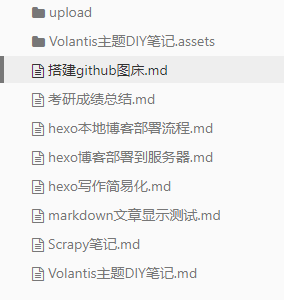 upload
Volantis主题DIY笔记.assets
搭建github图床.md
考研成绩总结.md
hexo本地博客部署流程.md
hexo博客部署到服务器.md
hexo写作简易化.md
markdown文章显示测试.md
Scrapy笔记.md
Volantis主题DIY笔记.md